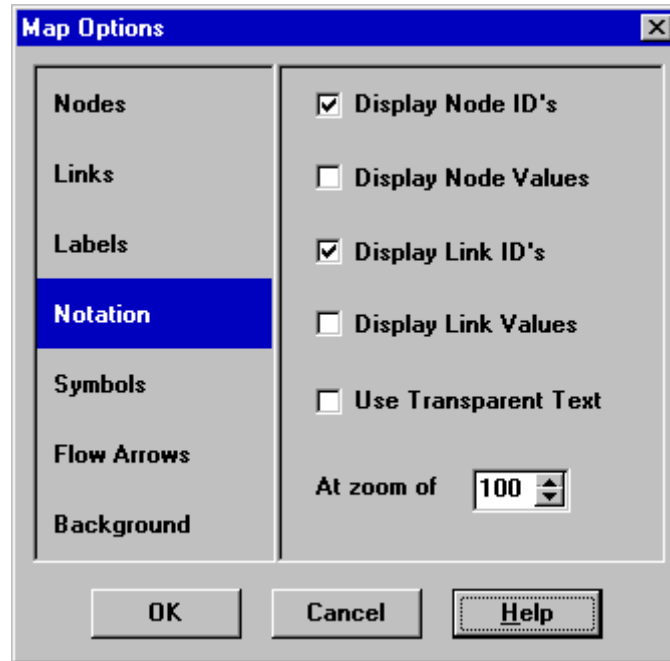 Map Options
Nodes
Links
Labels
Notation
Symbols
Flow Arrows
Background
Display Node ID's
Display Node Values
Display Link ID's
Display Link Values
Use Transparent Text
At zoom of 100
OK Cancel Help